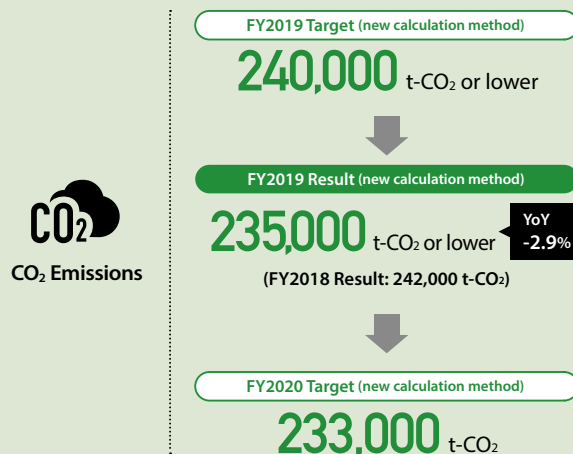 FY2019 Target (new calculation method)
240,000 t-CO₂ or lower
FY2019 Result (new calculation method)
235,000 t-CO₂ or lower
YoY
-2.9%
(FY2018 Result: 242,000 t-CO₂)
CO₂
CO₂ Emissions
FY2020 Target (new calculation method)
233,000 t-CO₂